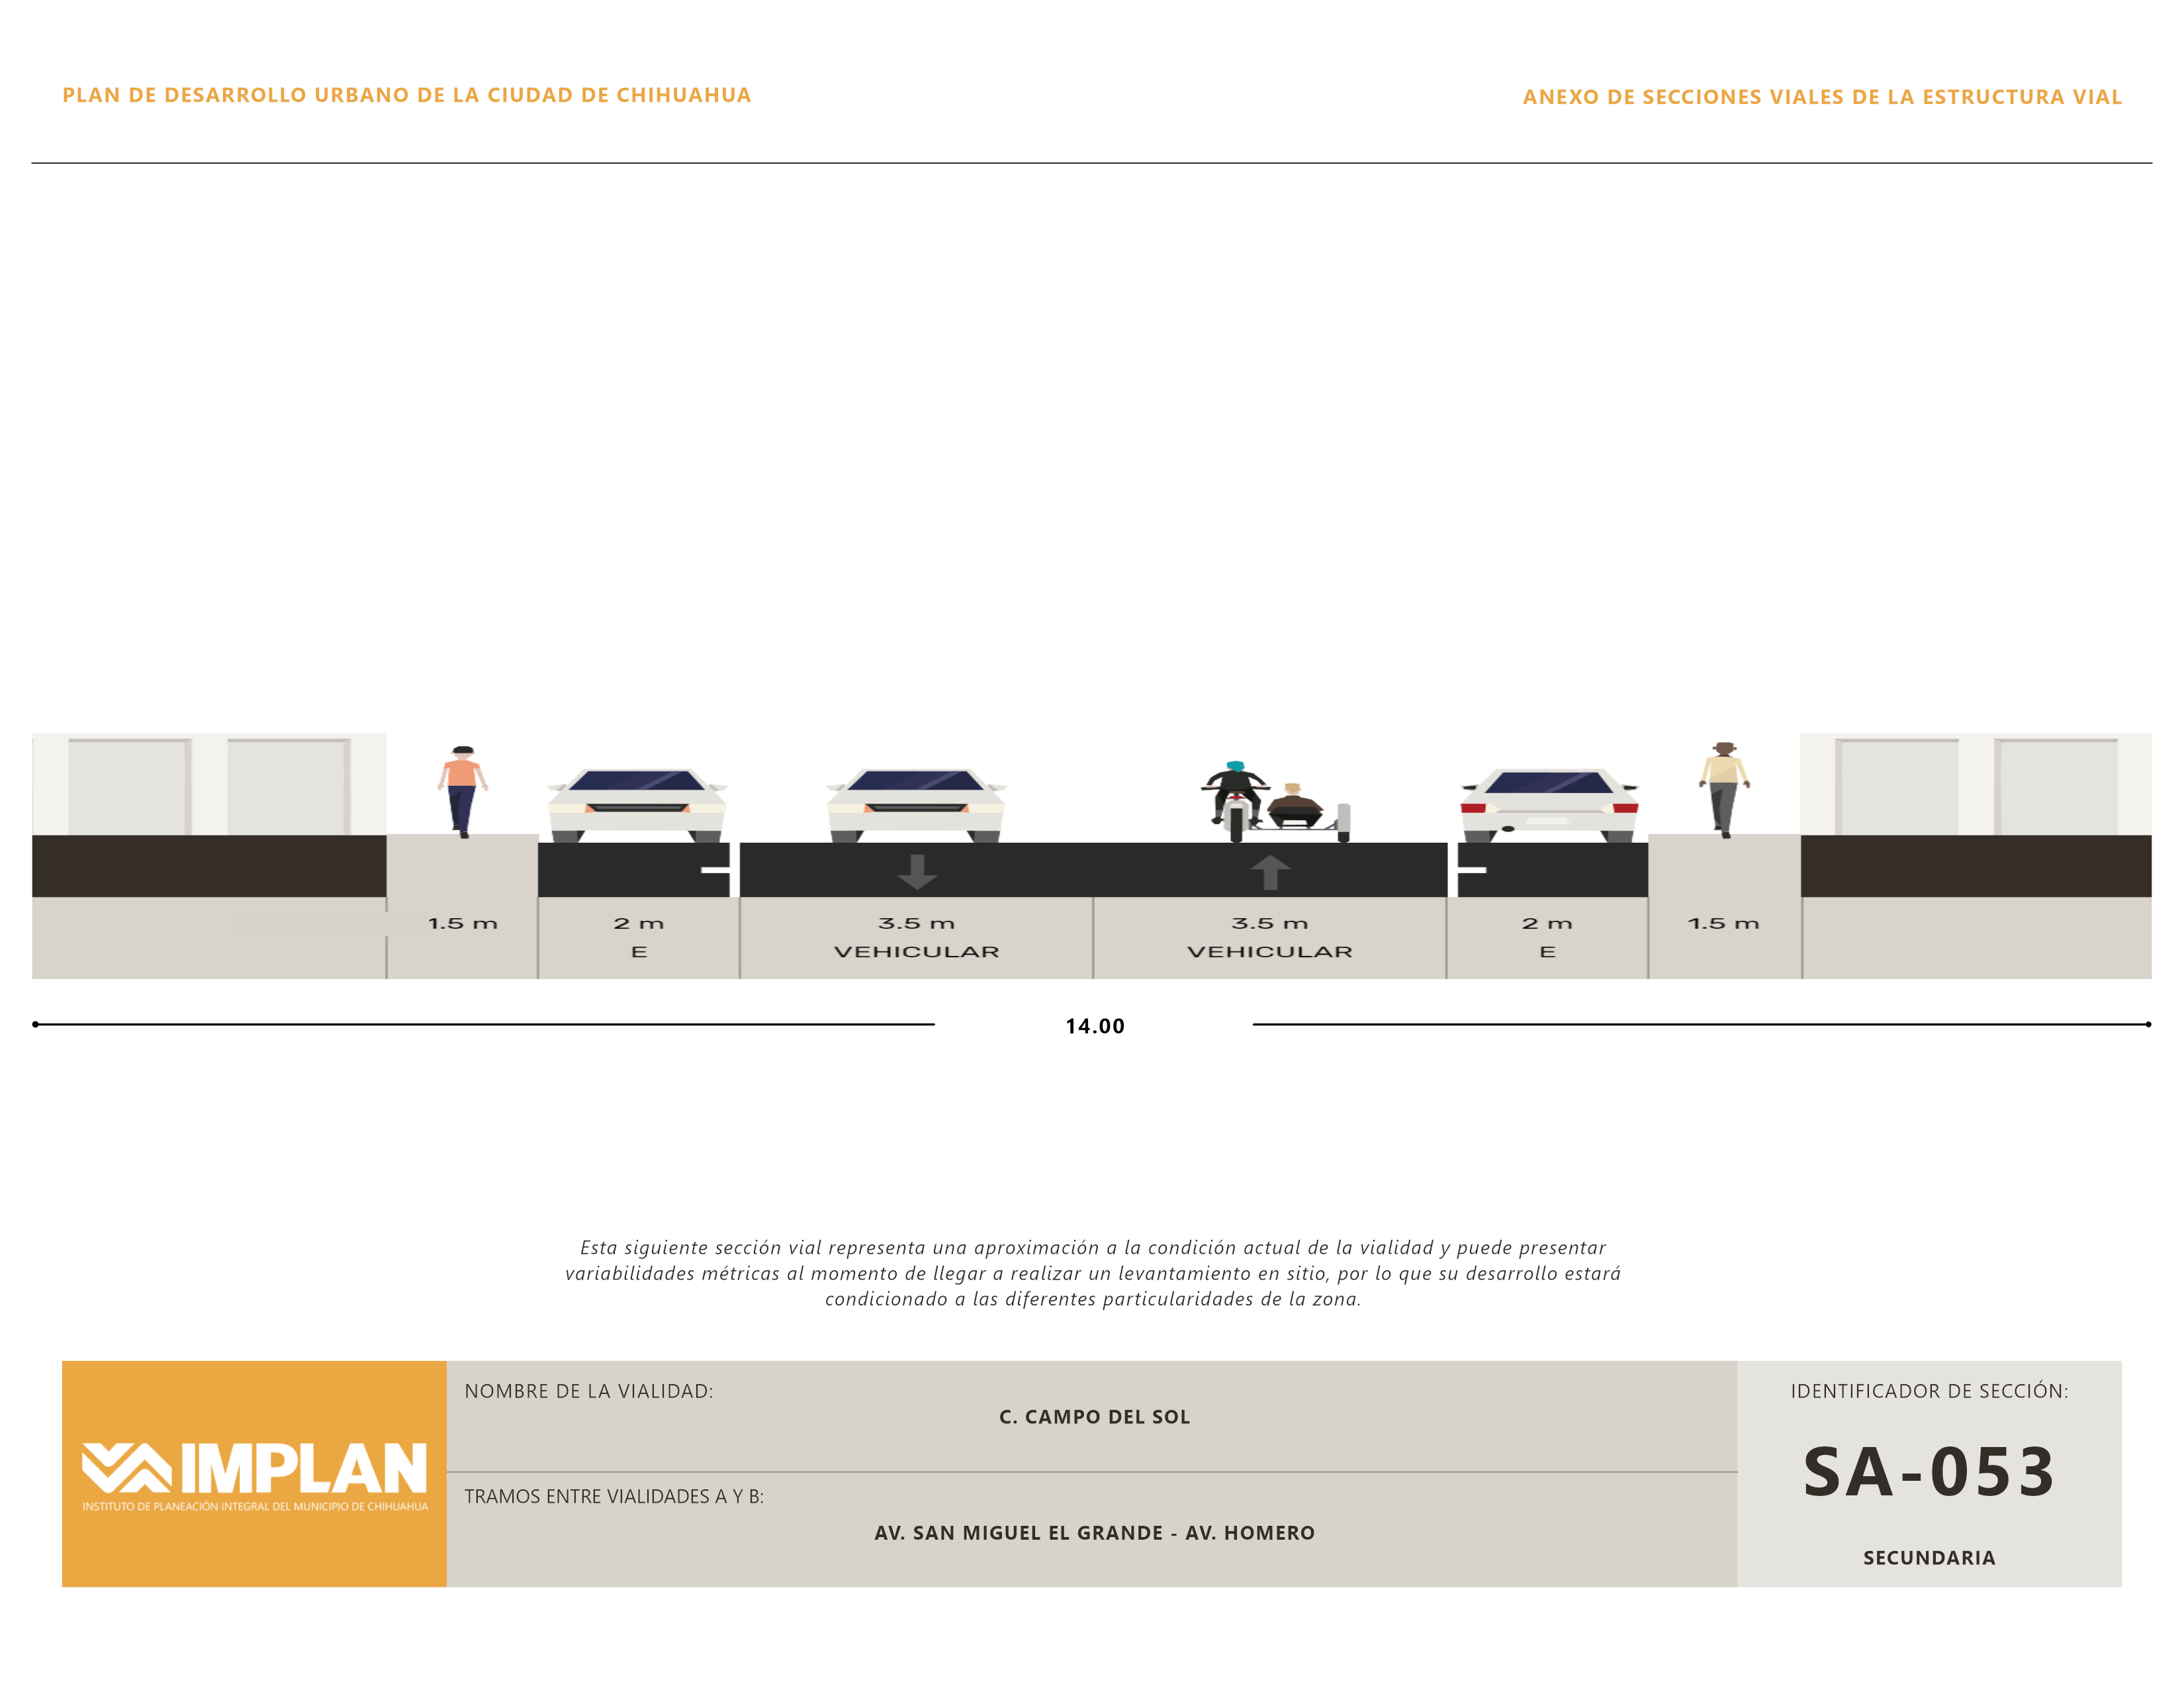 PLAN DE DESARROLLO URBANO DE LA CIUDAD DE CHIHUAHUA
ANEXO DE SECCIONES VIALES DE LA ESTRUCTURA VIAL
1.5 m
2 m
E
3.5 m
VEHICULAR
3.5 m
VEHICULAR
2 m
E
1.5 m
14.00
Esta siguiente sección vial representa una aproximación a la condición actual de la vialidad y puede presentar
variabilidades métricas al momento de llegar a realizar un levantamiento en sitio, por lo que su desarrollo estará
condicionado a las diferentes particularidades de la zona.
IMPLAN
INSTITUTO DE PLANEACIÓN INTEGRAL DEL MUNICIPIO DE CHIHUAHUA
NOMBRE DE LA VIALIDAD:
C. CAMPO DEL SOL
TRAMOS ENTRE VIALIDADES A Y B:
AV. SAN MIGUEL EL GRANDE - AV. HOMERO
IDENTIFICADOR DE SECCIÓN:
SA-053
SECUNDARIA